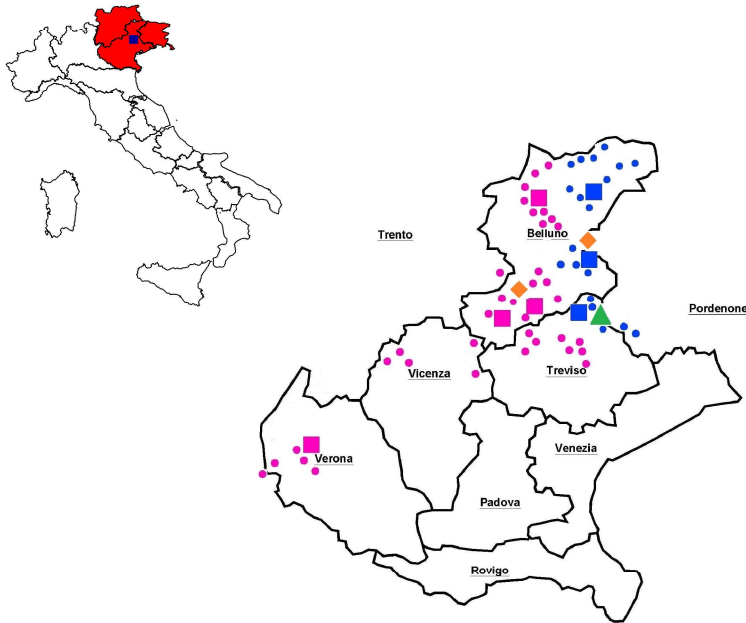 Trento
Belluno
Pordenone
Vicenza
Treviso
Verona
Venezia
Padova
Rovigo